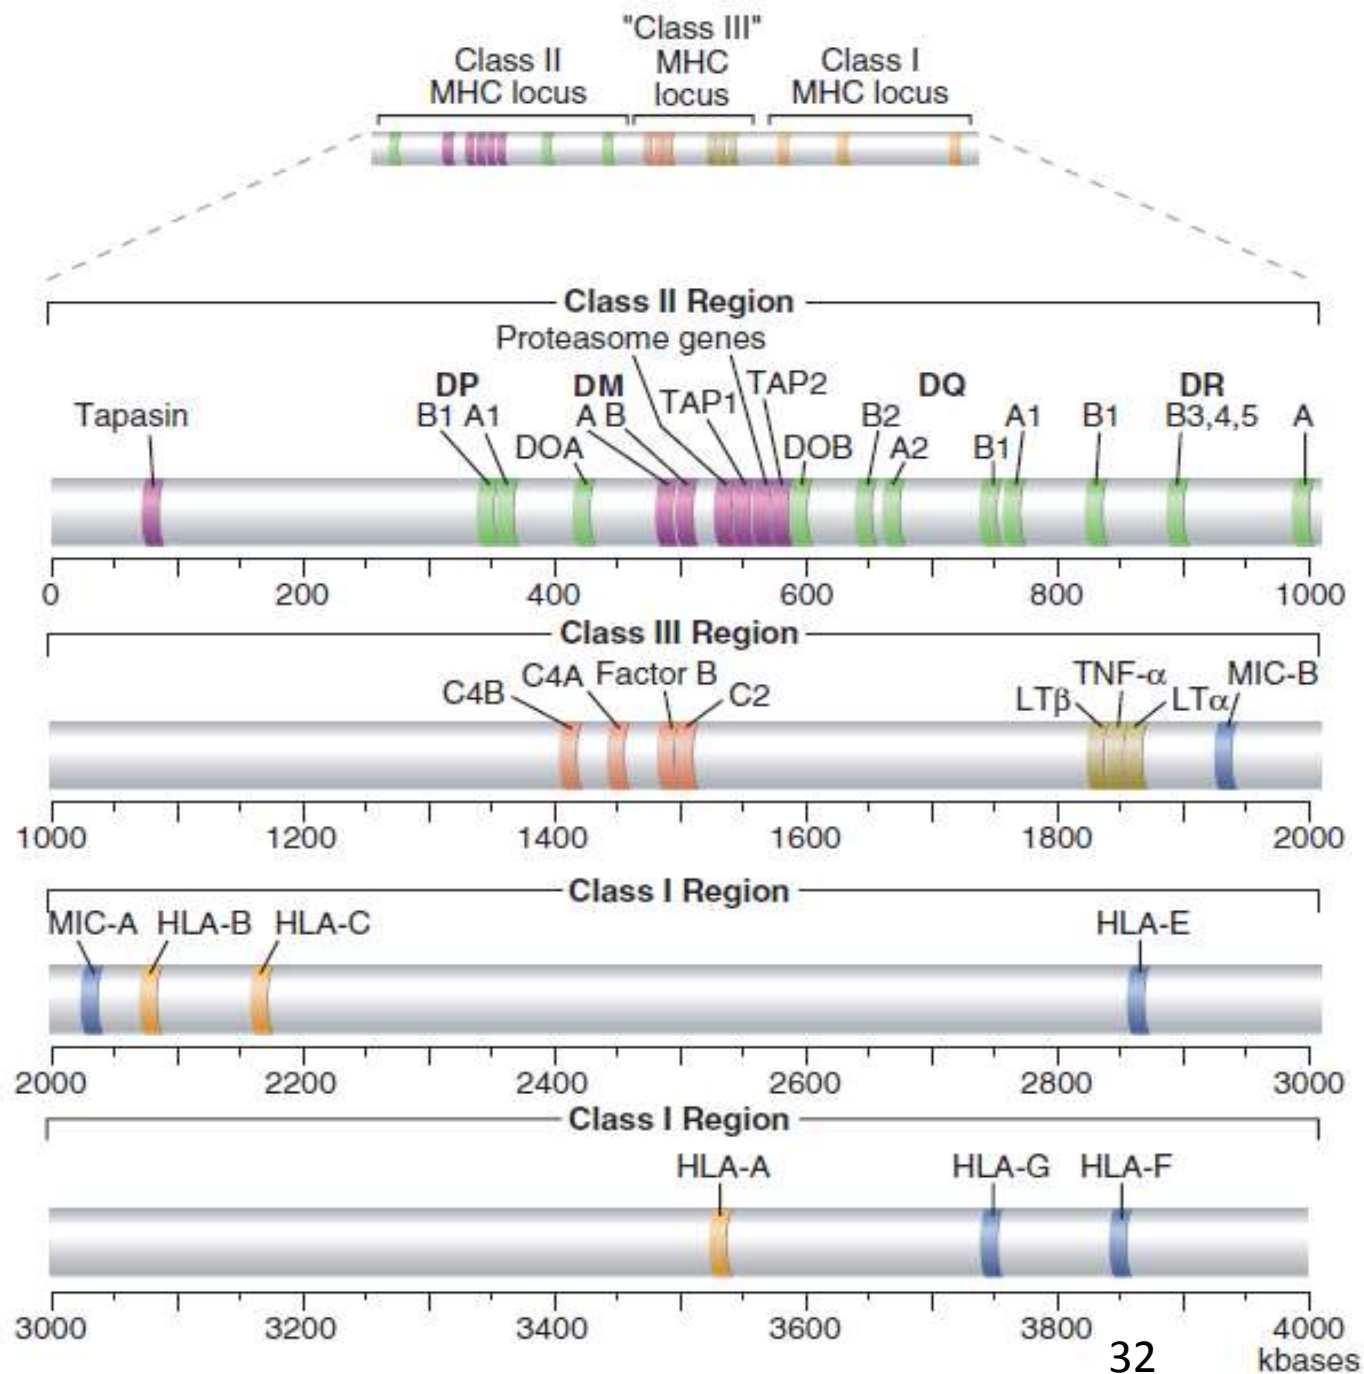 "Class III"
Class II MHC Class I
MHC locus locus MHC locus
Class II Region
Proteasome genes
DP DM TAP1 TAP2 DQ DR
Tapasin B1 A1 A B B2 A1 B1 B3,4,5 A
DOA DOB A2 B1
0 200 400 600 800 1000
Class III Region
C4B C4A Factor B C2 LTβ TNF-α LTα MIC-B
1000 1200 1400 1600 1800 2000
Class I Region
MIC-A HLA-B HLA-C HLA-E
2000 2200 2400 2600 2800 3000
Class I Region
HLA-A HLA-G HLA-F
3000 3200 3400 3600 3800 4000
32 kbases